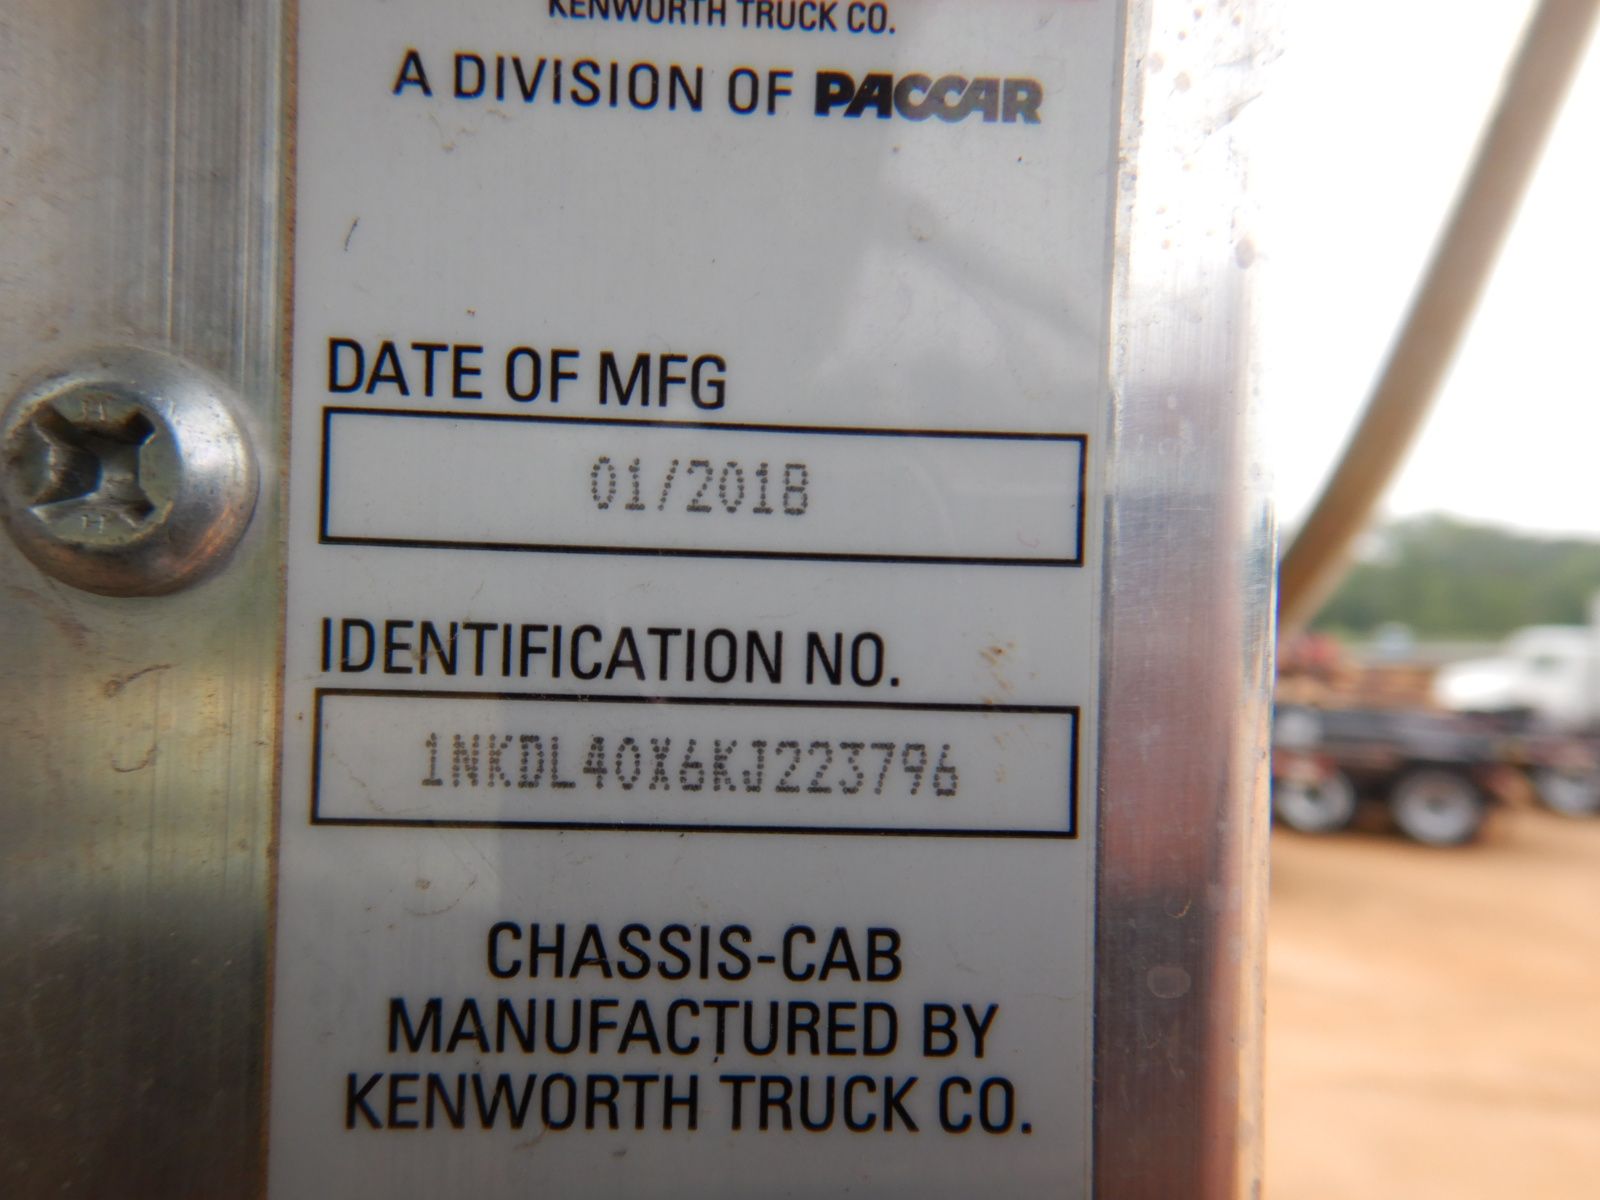 KENWORTH TRUCK CO.
A DIVISION OF PACCAR
DATE OF MFG
01/2018
IDENTIFICATION NO.
1NKDL40X6KJ223796
CHASSIS-CAB
MANUFACTURED BY
KENWORTH TRUCK CO.